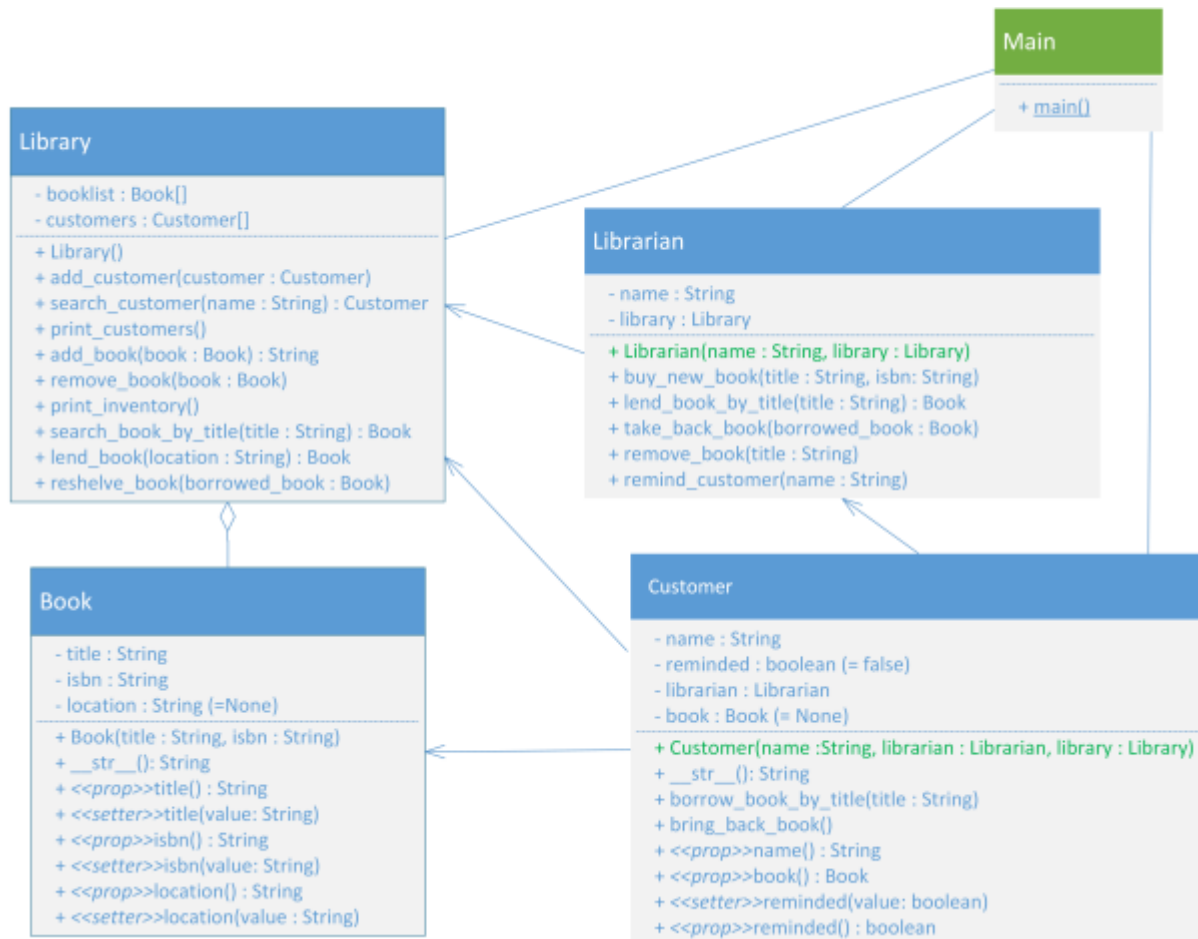 Main
+ main()
Library
- booklist : Book[]
- customers : Customer[]
+ Library()
+ add_customer(customer : Customer)
+ search_customer(name : String) : Customer
+ print_customers()
+ add_book(book : Book) : String
+ remove_book(book : Book)
+ print_inventory()
+ search_book_by_title(title : String) : Book
+ lend_book(location : String) : Book
+ reshelve_book(borrowed_book : Book)
Librarian
- name : String
- library : Library
+ Librarian(name : String, library : Library)
+ buy_new_book(title : String, isbn: String)
+ lend_book_by_title(title : String) : Book
+ take_back_book(borrowed_book : Book)
+ remove_book(title : String)
+ remind_customer(name : String)
Book
- title : String
- isbn : String
- location : String (=None)
+ Book(title : String, isbn : String)
+ __str__(): String
+ <<prop>>title() : String
+ <<setter>>title(value: String)
+ <<prop>>isbn() : String
+ <<setter>>isbn(value: String)
+ <<prop>>location() : String
+ <<setter>>location(value : String)
Customer
- name : String
- reminded : boolean (= false)
- librarian : Librarian
- book : Book (= None)
+ Customer(name :String, librarian : Librarian, library : Library)
+ __str__(): String
+ borrow_book_by_title(title : String)
+ bring_back_book()
+ <<prop>>name() : String
+ <<prop>>book() : Book
+ <<setter>>reminded(value: boolean)
+ <<prop>>reminded() : boolean